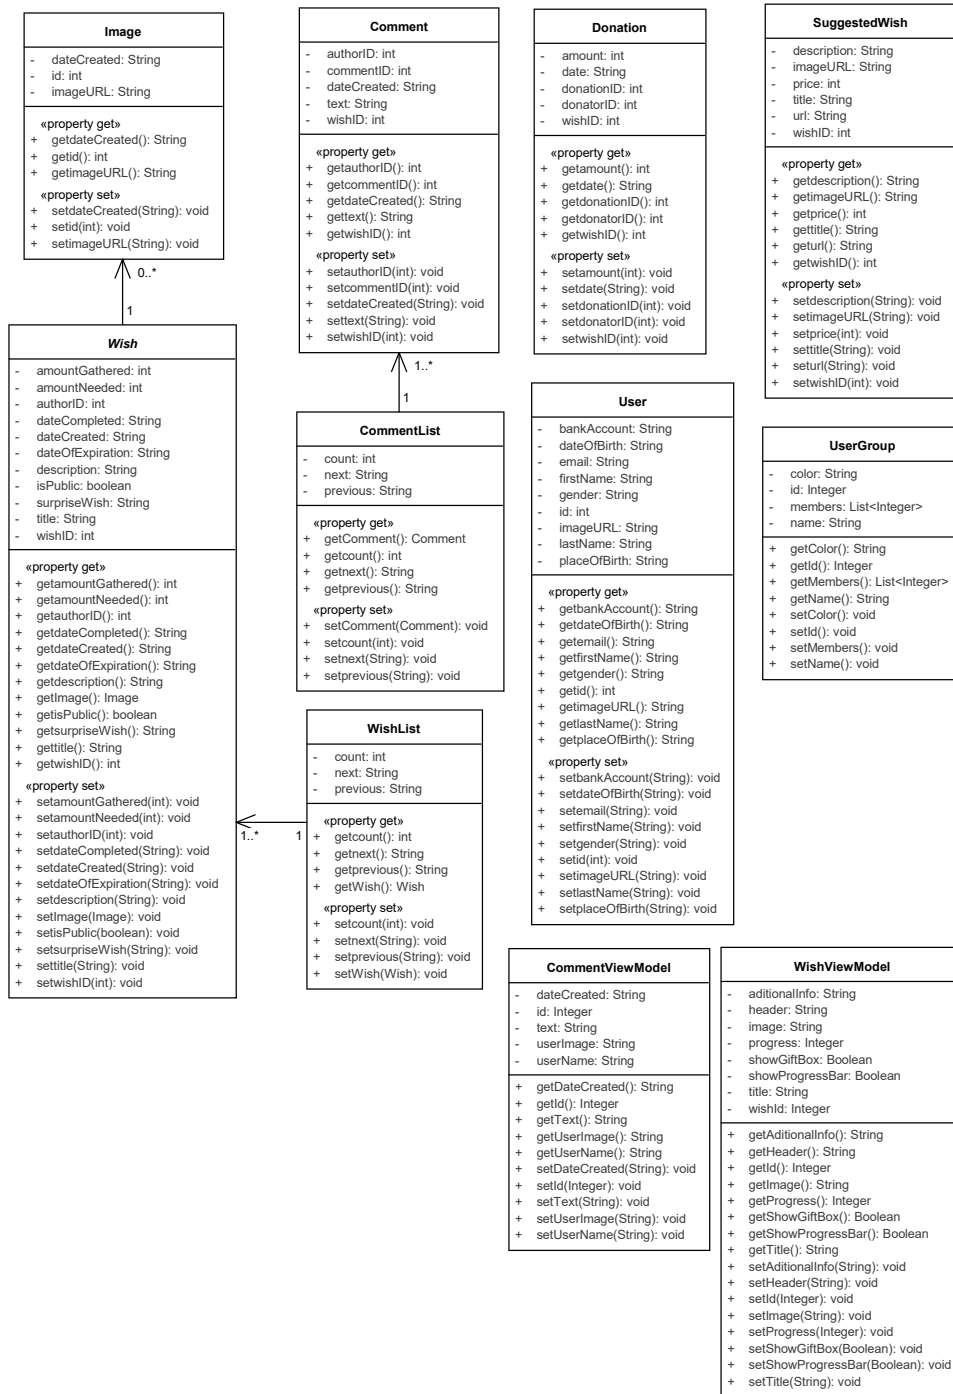 Image
- dateCreated: String
- id: int
- imageURL: String
«property get»
+ getdateCreated(): String
+ getid(): int
+ getimageURL(): String
«property set»
+ setdateCreated(String): void
+ setid(int): void
+ setimageURL(String): void
0..*
1
Wish
- amountGathered: int
- amountNeeded: int
- authorID: int
- dateCompleted: String
- dateCreated: String
- dateOfExpiration: String
- description: String
- isPublic: boolean
- surpriseWish: String
- title: String
- wishID: int
«property get»
+ getamountGathered(): int
+ getamountNeeded(): int
+ getauthorID(): int
+ getdateCompleted(): String
+ getdateCreated(): String
+ getdateOfExpiration(): String
+ getdescription(): String
+ getImage(): Image
+ getisPublic(): boolean
+ getsurpriseWish(): String
+ gettitle(): String
+ getwishID(): int
«property set»
+ setamountGathered(int): void
+ setamountNeeded(int): void
+ setauthorID(int): void
+ setdateCompleted(String): void
+ setdateCreated(String): void
+ setdateOfExpiration(String): void
+ setdescription(String): void
+ setImage(Image): void
+ setisPublic(boolean): void
+ setsurpriseWish(String): void
+ settitle(String): void
+ setwishID(int): void
Comment
- authorID: int
- commentID: int
- dateCreated: String
- text: String
- wishID: int
«property get»
+ getauthorID(): int
+ getcommentID(): int
+ getdateCreated(): String
+ gettext(): String
+ getwishID(): int
«property set»
+ setauthorID(int): void
+ setcommentID(int): void
+ setdateCreated(String): void
+ settext(String): void
+ setwishID(int): void
1..*
1
CommentList
- count: int
- next: String
- previous: String
«property get»
+ getComment(): Comment
+ getcount(): int
+ getnext(): String
+ getprevious(): String
«property set»
+ setComment(Comment): void
+ setcount(int): void
+ setnext(String): void
+ setprevious(String): void
WishList
- count: int
- next: String
- previous: String
«property get»
+ getcount(): int
+ getnext(): String
+ getprevious(): String
+ getWish(): Wish
«property set»
+ setcount(int): void
+ setnext(String): void
+ setprevious(String): void
+ setWish(Wish): void
1..*
1
Donation
- amount: int
- date: String
- donationID: int
- donatorID: int
- wishID: int
«property get»
+ getamount(): int
+ getdate(): String
+ getdonationID(): int
+ getdonatorID(): int
+ getwishID(): int
«property set»
+ setamount(int): void
+ setdate(String): void
+ setdonationID(int): void
+ setdonatorID(int): void
+ setwishID(int): void
User
- bankAccount: String
- dateOfBirth: String
- email: String
- firstName: String
- gender: String
- id: int
- imageURL: String
- lastName: String
- placeOfBirth: String
«property get»
+ getbankAccount(): String
+ getdateOfBirth(): String
+ getemail(): String
+ getfirstName(): String
+ getgender(): String
+ getid(): int
+ getimageURL(): String
+ getlastName(): String
+ getplaceOfBirth(): String
«property set»
+ setbankAccount(String): void
+ setdateOfBirth(String): void
+ setemail(String): void
+ setfirstName(String): void
+ setgender(String): void
+ setid(int): void
+ setimageURL(String): void
+ setlastName(String): void
+ setplaceOfBirth(String): void
SuggestedWish
- description: String
- imageURL: String
- price: int
- title: String
- url: String
- wishID: int
«property get»
+ getdescription(): String
+ getimageURL(): String
+ getprice(): int
+ gettitle(): String
+ geturl(): String
+ getwishID(): int
«property set»
+ setdescription(String): void
+ setimageURL(String): void
+ setprice(int): void
+ settitle(String): void
+ seturl(String): void
+ setwishID(int): void
UserGroup
- color: String
- id: Integer
- members: List<Integer>
- name: String
+ getColor(): String
+ getId(): Integer
+ getMembers(): List<Integer>
+ getName(): String
+ setColor(): void
+ setId(): void
+ setMembers(): void
+ setName(): void
CommentViewModel
- dateCreated: String
- id: Integer
- text: String
- userImage: String
- userName: String
+ getDateCreated(): String
+ getId(): Integer
+ getText(): String
+ getUserImage(): String
+ getUserName(): String
+ setDateCreated(String): void
+ setId(Integer): void
+ setText(String): void
+ setUserImage(String): void
+ setUserName(String): void
WishViewModel
- aditionalInfo: String
- header: String
- image: String
- progress: Integer
- showGiftBox: Boolean
- showProgressBar: Boolean
- title: String
- wishId: Integer
+ getAditionalInfo(): String
+ getHeader(): String
+ getId(): Integer
+ getImage(): String
+ getProgress(): Integer
+ getShowGiftBox(): Boolean
+ getShowProgressBar(): Boolean
+ getTitle(): String
+ setAditionalInfo(String): void
+ setHeader(String): void
+ setId(Integer): void
+ setImage(String): void
+ setProgress(Integer): void
+ setShowGiftBox(Boolean): void
+ setShowProgressBar(Boolean): void
+ setTitle(String): void